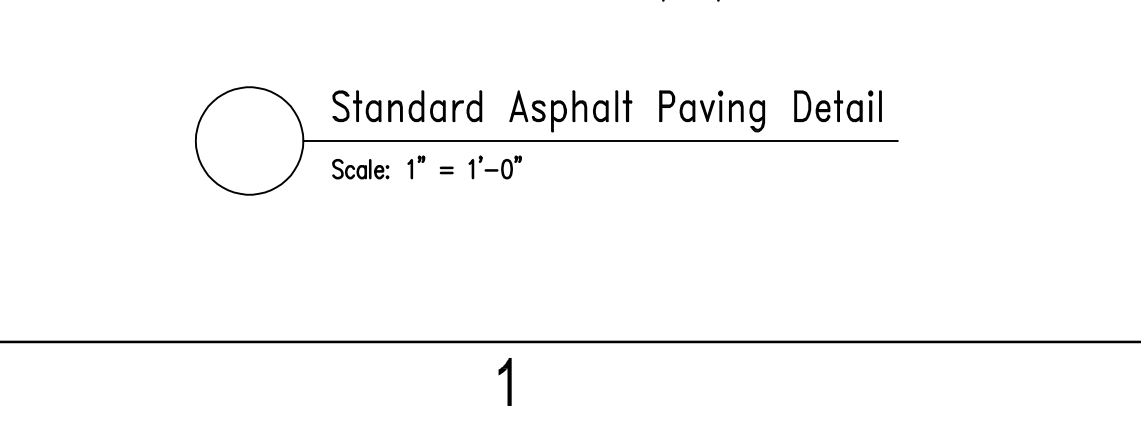 Standard Asphalt Paving Detail
Scale: 1" = 1'-0"
1